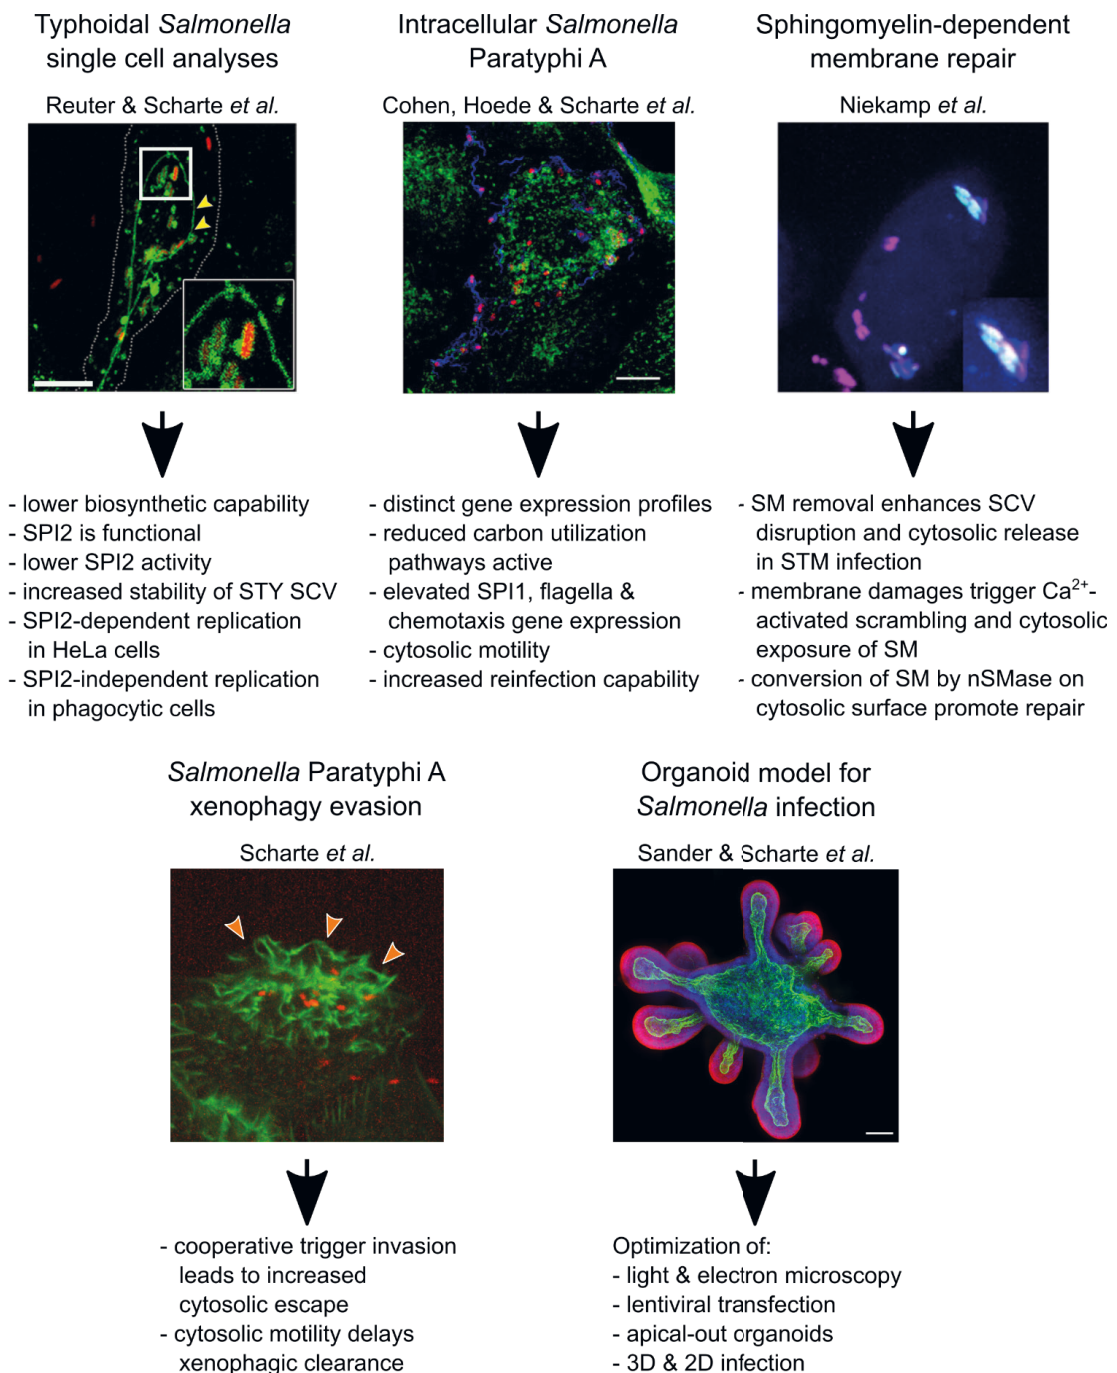 Typhoidal Salmonella
single cell analyses
Reuter & Scharte et al.
- lower biosynthetic capability
- SPI2 is functional
- lower SPI2 activity
- increased stability of STY SCV
- SPI2-dependent replication
in HeLa cells
- SPI2-independent replication
in phagocytic cells
Intracellular Salmonella
Paratyphi A
Cohen, Hoede & Scharte et al.
- distinct gene expression profiles
- reduced carbon utilization
pathways active
- elevated SPI1, flagella &
chemotaxis gene expression
- cytosolic motility
- increased reinfection capability
Sphingomyelin-dependent
membrane repair
Niekamp et al.
- SM removal enhances SCV
disruption and cytosolic release
in STM infection
- membrane damages trigger Ca²⁺-
activated scrambling and cytosolic
exposure of SM
- conversion of SM by nSMase on
cytosolic surface promote repair
Salmonella Paratyphi A
xenophagy evasion
Scharte et al.
- cooperative trigger invasion
leads to increased
cytosolic escape
- cytosolic motility delays
xenophagic clearance
Organoid model for
Salmonella infection
Sander & Scharte et al.
Optimization of:
- light & electron microscopy
- lentiviral transfection
- apical-out organoids
- 3D & 2D infection